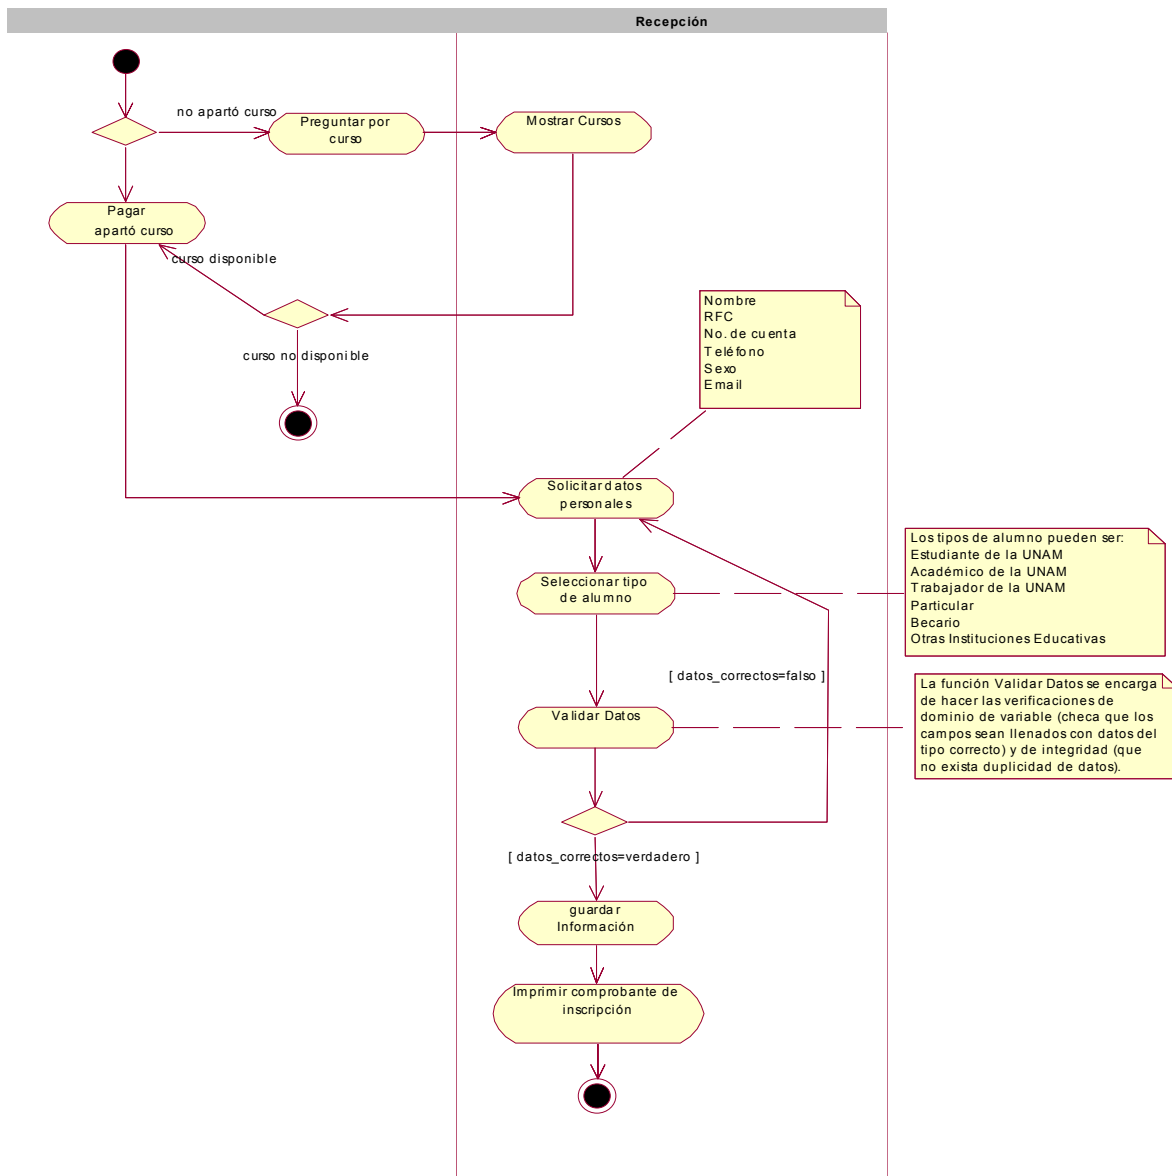 Recepción
no apartó curso
Preguntar por
curso
Mostrar Cursos
Pagar
apartó curso
curso disponible
curso no disponible
Nombre
RFC
No. de cuenta
Teléfono
Sexo
Email
Solicitar datos
personales
Seleccionar tipo
de alumno
Los tipos de alumno pueden ser:
Estudiante de la UNAM
Académico de la UNAM
Trabajador de la UNAM
Particular
Becario
Otras Instituciones Educativas
[ datos_correctos=falso ]
La función Validar Datos se encarga
de hacer las verificaciones de
dominio de variable (checa que los
campos sean llenados con datos del
tipo correcto) y de integridad (que
no exista duplicidad de datos).
Validar Datos
[ datos_correctos=verdadero ]
guardar
Información
Imprimir comprobante de
inscripción